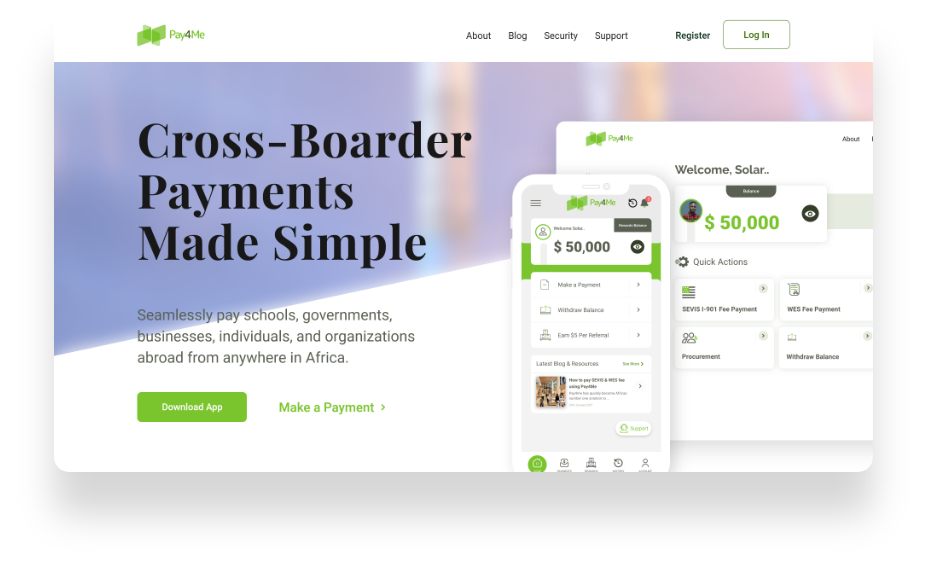 Pay4Me
About Blog Security Support
Register
Log In
Cross-Boarder
Payments
Made Simple
Seamlessly pay schools, governments,
businesses, individuals, and organizations
abroad from anywhere in Africa.
Download App
Make a Payment
Pay4Me
Welcome Solar..
Rewards Balance
$ 50,000
Make a Payment
Withdraw Balance
Earn $5 Per Referral
Latest Blog & Resources
See More
How to pay SEVIS & WES fee
using Pay4Me
Support
Pay4Me
About
Welcome, Solar..
Balance
$ 50,000
Quick Actions
SEVIS I-901 Fee Payment
WES Fee Payment
Procurement
Withdraw Balance